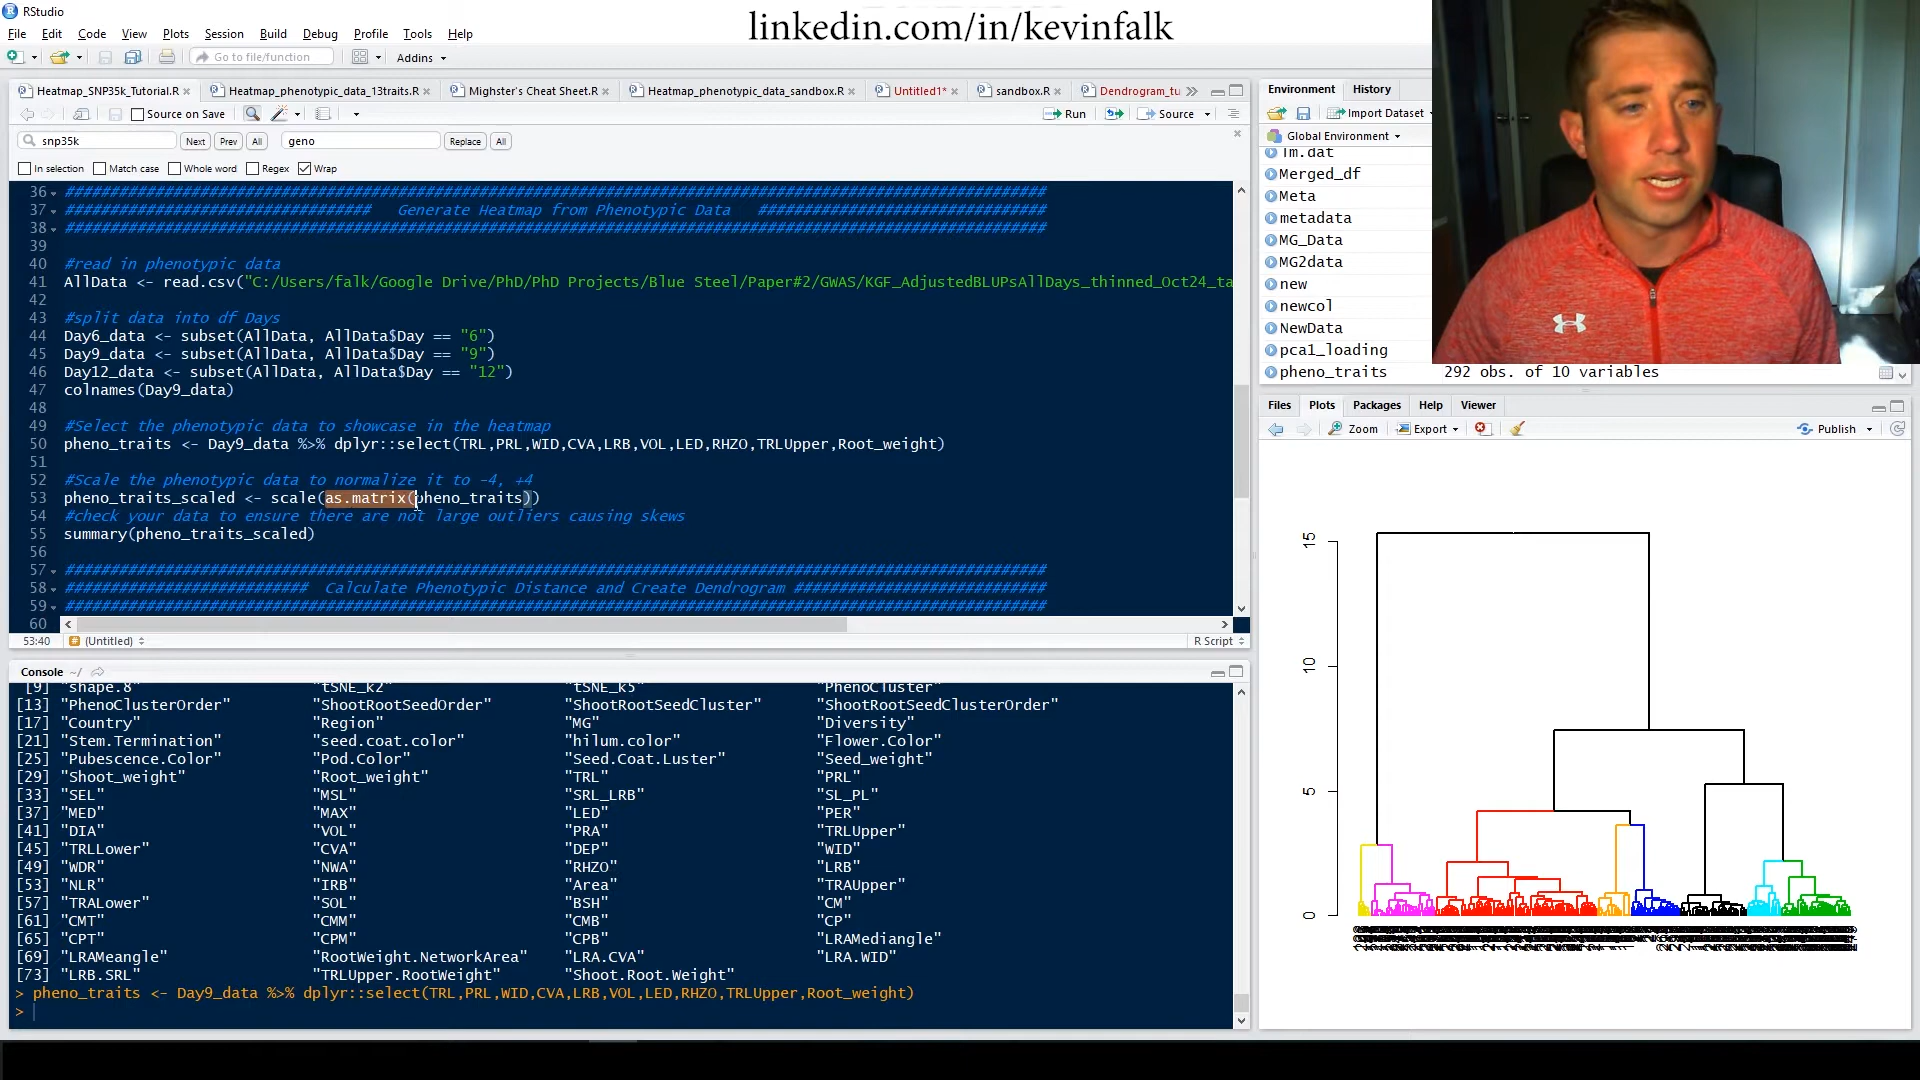 RStudio
linkedin.com/in/kevinfalk
File Edit Code View Plots Session Build Debug Profile Tools Help
Go to file/function
Addins
Heatmap_SNP35k_Tutorial.R
Heatmap_phenotypic_data_13traits.R
Mighster's Cheat Sheet.R
Heatmap_phenotypic_data_sandbox.R
Untitled1*
sandbox.R
Dendrogram_tu
Source on Save
Run
Source
snp35k
Next Prev All
geno
Replace All
In selection Match case Whole word Regex Wrap
36 ####################################################################################################
37 ################################## Generate Heatmap from Phenotypic Data ################################
38 ####################################################################################################
39
40 #read in phenotypic data
41 AllData <- read.csv("C:/Users/falk/Google Drive/PhD/PhD Projects/Blue Steel/Paper#2/GWAS/KGF_AdjustedBLUPsAllDays_thinned_Oct24_ta
42
43 #split data into df Days
44 Day6_data <- subset(AllData, AllData$Day == "6")
45 Day9_data <- subset(AllData, AllData$Day == "9")
46 Day12_data <- subset(AllData, AllData$Day == "12")
47 colnames(Day9_data)
48
49 #Select the phenotypic data to showcase in the heatmap
50 pheno_traits <- Day9_data %>% dplyr::select(TRL,PRL,WID,CVA,LRB,VOL,LED,RHZO,TRLUpper,Root_weight)
51
52 #Scale the phenotypic data to normalize it to -4, +4
53 pheno_traits_scaled <- scale(as.matrix(pheno_traits))
54 #check your data to ensure there are not large outliers causing skews
55 summary(pheno_traits_scaled)
56
57 ####################################################################################################
58 ########################### Calculate Phenotypic Distance and Create Dendrogram ############################
59 ####################################################################################################
60
53:40 (Untitled) R Script
Console ~/
[9] "shape.8" "tSNE_k2" "tSNE_k5" "PhenoCluster"
[13] "PhenoClusterOrder" "ShootRootSeedOrder" "ShootRootSeedCluster" "ShootRootSeedClusterOrder"
[17] "Country" "Region" "MG" "Diversity"
[21] "Stem.Termination" "seed.coat.color" "hilum.color" "Flower.Color"
[25] "Pubescence.Color" "Pod.Color" "Seed.Coat.Luster" "Seed_weight"
[29] "Shoot_weight" "Root_weight" "TRL" "PRL"
[33] "SEL" "MSL" "SRL_LRB" "SL_PL"
[37] "MED" "MAX" "LED" "PER"
[41] "DIA" "VOL" "PRA" "TRLUpper"
[45] "TRLLower" "CVA" "DEP" "WID"
[49] "WDR" "NWA" "RHZO" "LRB"
[53] "NLR" "IRB" "Area" "TRAUpper"
[57] "TRALower" "SOL" "BSH" "CM"
[61] "CMT" "CMM" "CMB" "CP"
[65] "CPT" "CPM" "CPB" "LRAMediangle"
[69] "LRAMeangle" "RootWeight.NetworkArea" "LRA.CVA" "LRA.WID"
[73] "LRB.SRL" "TRLUpper.RootWeight" "Shoot.Root.Weight"
> pheno_traits <- Day9_data %>% dplyr::select(TRL,PRL,WID,CVA,LRB,VOL,LED,RHZO,TRLUpper,Root_weight)
>
Environment History
Import Dataset
Global Environment
Merged_df
Meta
metadata
MG_Data
MG2data
new
newcol
NewData
pca1_loading
pheno_traits 292 obs. of 10 variables
Files Plots Packages Help Viewer
Zoom Export Publish
15
10
5
0